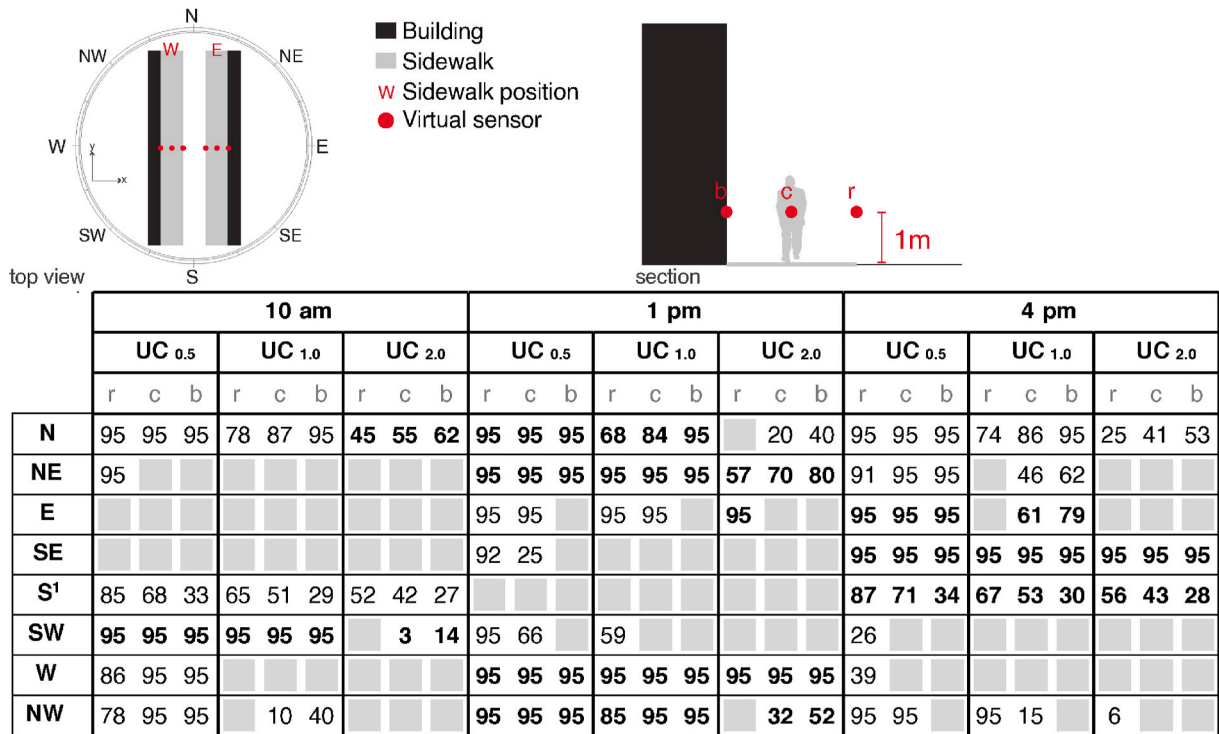 N
NW W E NE
W y x E
SW SE
S
top view
Building
Sidewalk
W Sidewalk position
Virtual sensor
b c r
1m
section
10 am 1 pm 4 pm
UC 0.5 UC 1.0 UC 2.0 UC 0.5 UC 1.0 UC 2.0 UC 0.5 UC 1.0 UC 2.0
r c b r c b r c b r c b r c b r c b r c b r c b r c b
N 95 95 95 78 87 95 45 55 62 95 95 95 68 84 95 20 40 95 95 95 74 86 95 25 41 53
NE 95 95 95 95 95 95 95 57 70 80 91 95 95 46 62
E 95 95 95 95 95 95 95 95 61 79
SE 92 25 95 95 95 95 95 95 95 95 95
S¹ 85 68 33 65 51 29 52 42 27 87 71 34 67 53 30 56 43 28
SW 95 95 95 95 95 95 3 14 95 66 59 26
W 86 95 95 95 95 95 95 95 95 95 95 95 39
NW 78 95 95 10 40 95 95 95 85 95 95 32 52 95 95 95 15 6